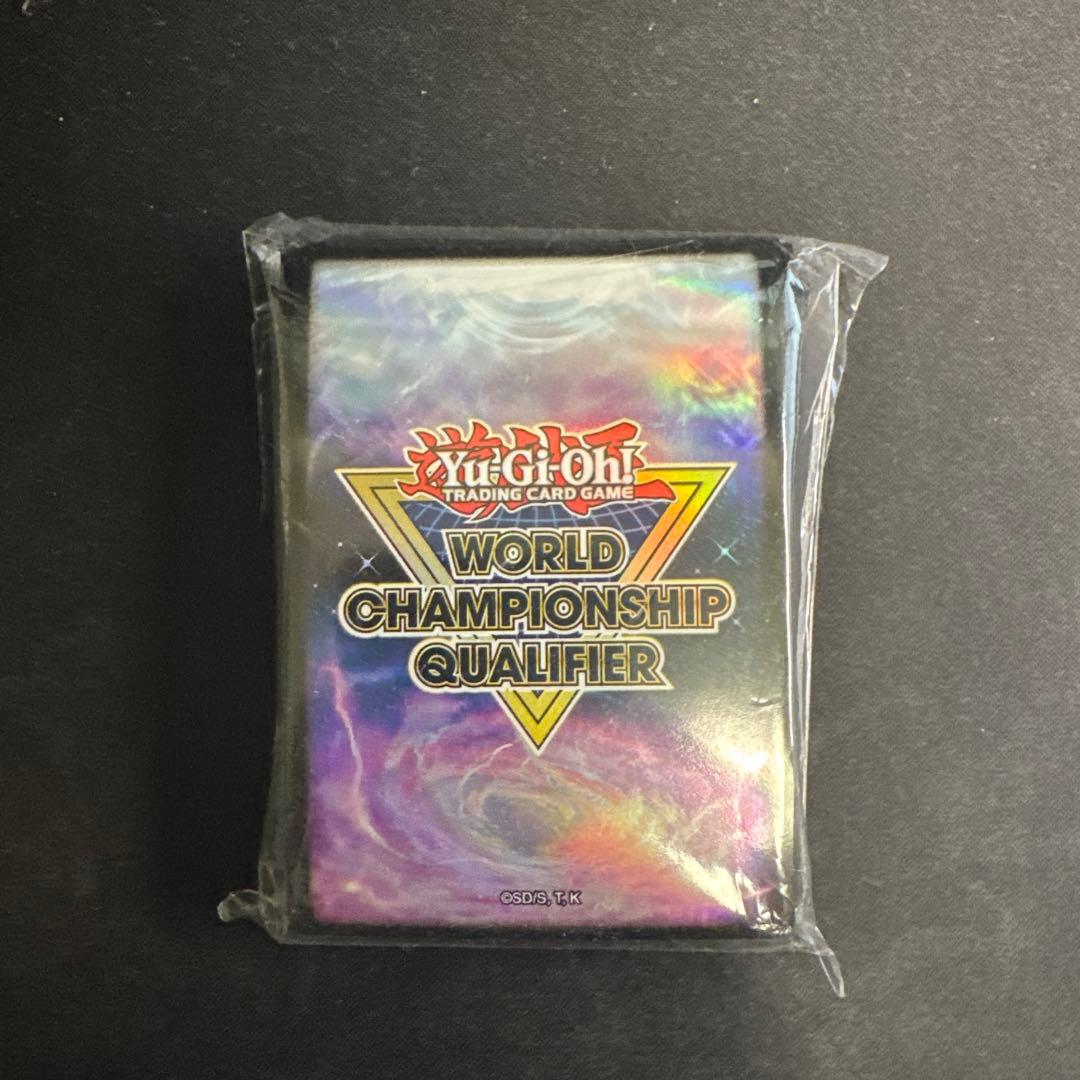 遊戯王
Yu-Gi-Oh!
TRADING CARD GAME
WORLD
CHAMPIONSHIP
QUALIFIER
©SD/S, T, K